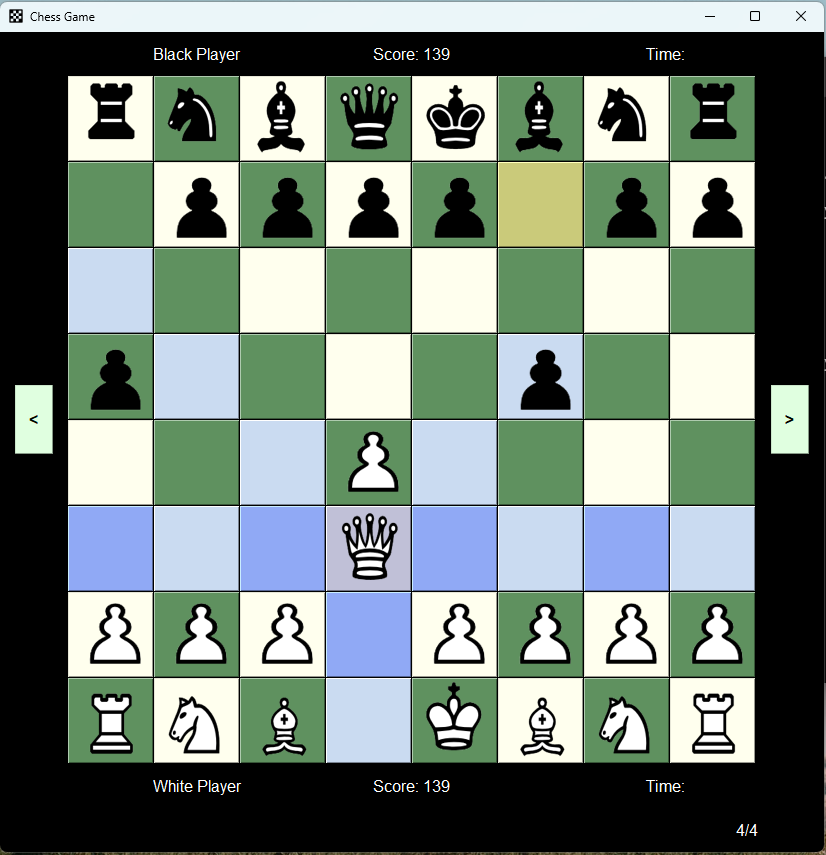 Chess Game
Black Player Score: 139 Time:
< >
White Player Score: 139 Time:
4/4